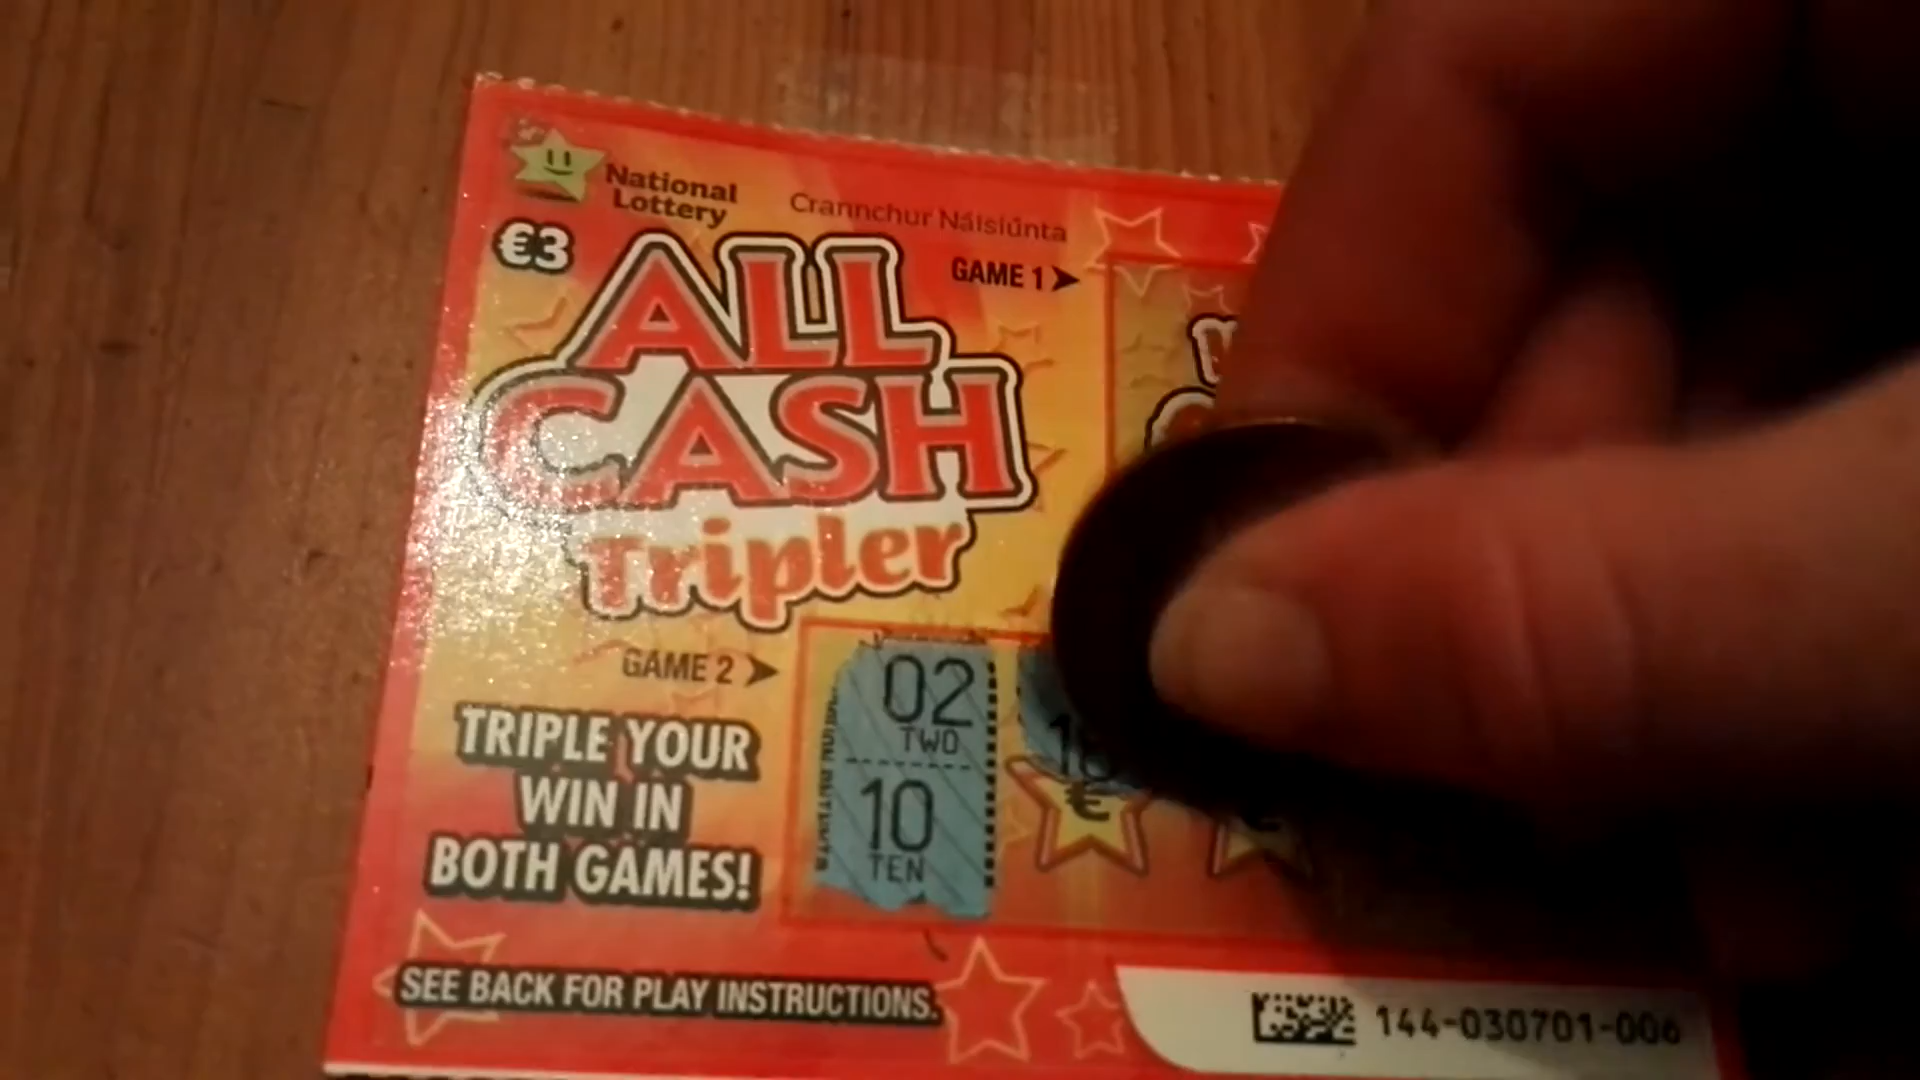 National
Lottery
Crannchur Náisiúnta
€3
GAME 1
ALL
CASH
Tripler
GAME 2
02
TWO
10
TEN
€
TRIPLE YOUR
WIN IN
BOTH GAMES!
SEE BACK FOR PLAY INSTRUCTIONS.
144-030701-006